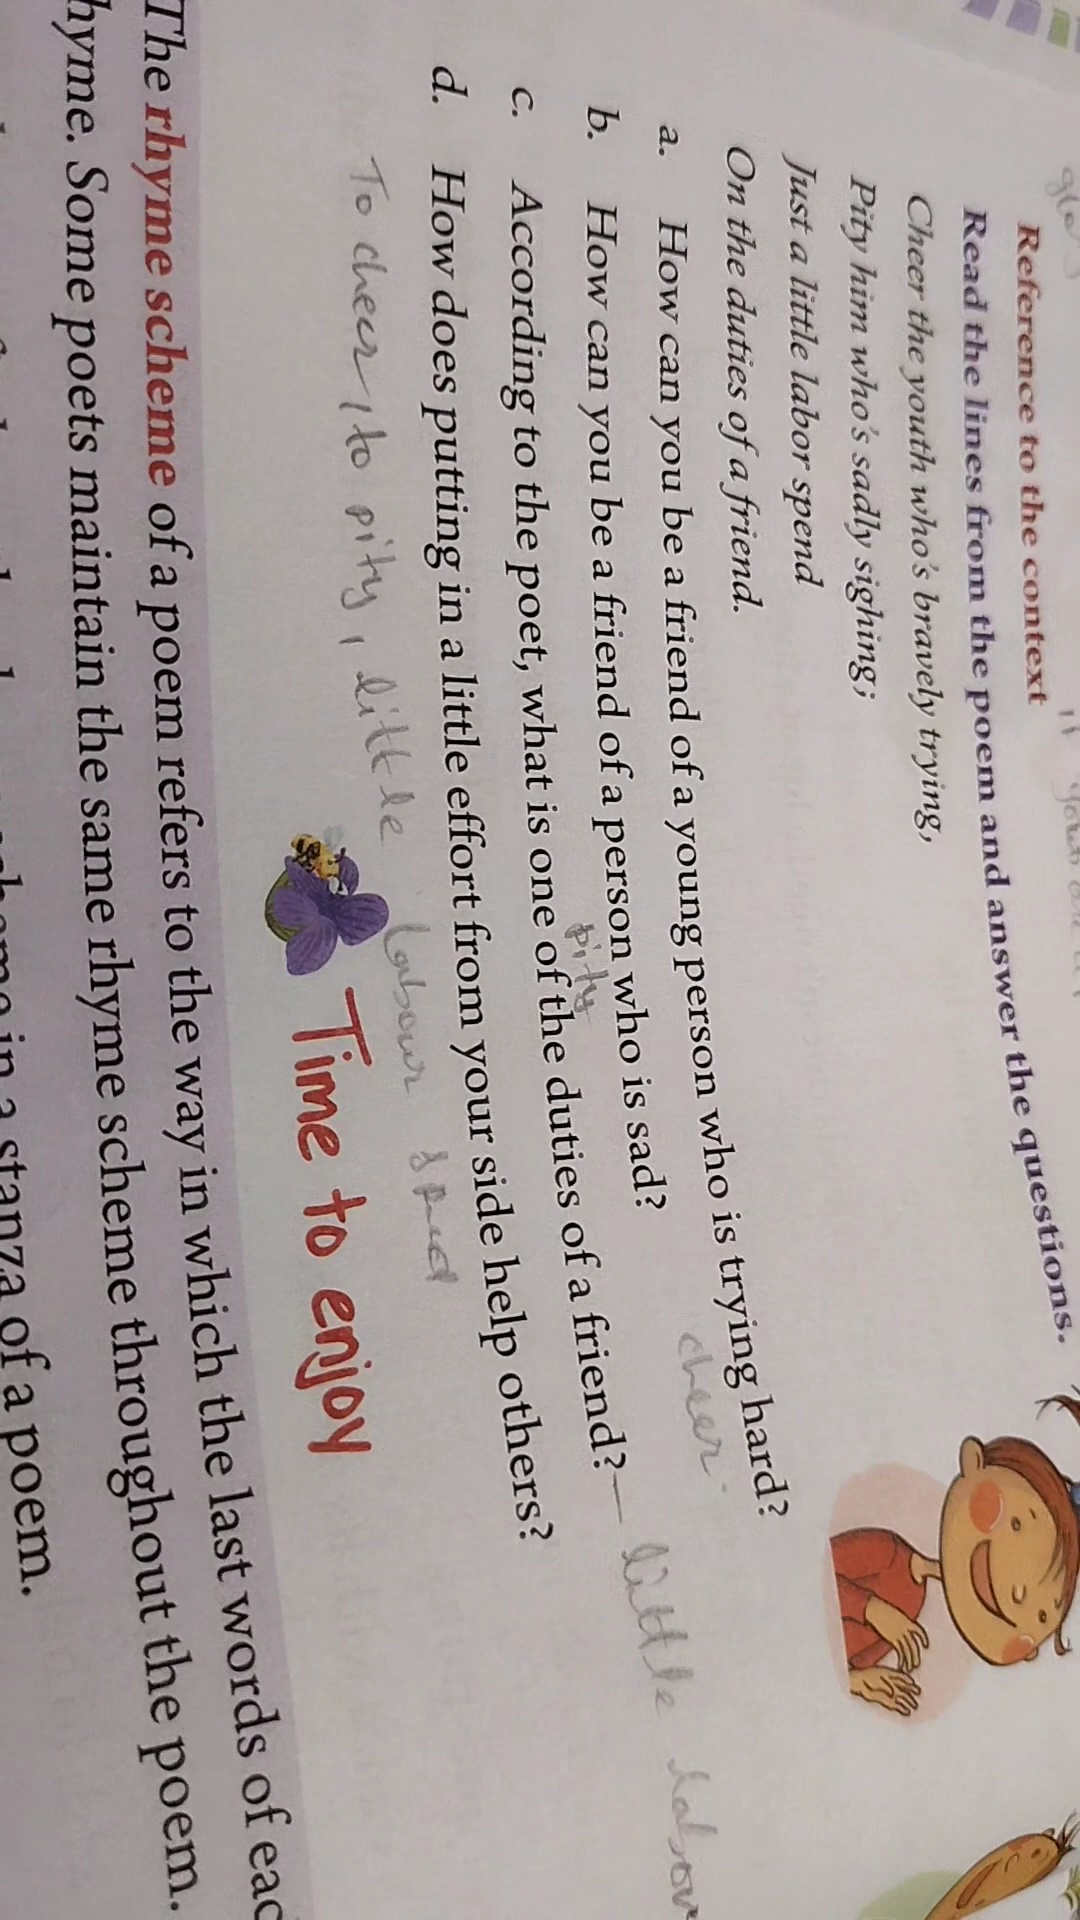 Reference to the context
Read the lines from the poem and answer the questions.
Cheer the youth who's bravely trying,
Pity him who's sadly sighing;
Just a little labor spend
On the duties of a friend.
a. How can you be a friend of a young person who is trying hard?
cheer
b. How can you be a friend of a person who is sad?
pity
c. According to the poet, what is one of the duties of a friend? — little labour
d. How does putting in a little effort from your side help others?
To cheer, to pity, little labour
Time to enjoy
The rhyme scheme of a poem refers to the way in which the last words of
hyme. Some poets maintain the same rhyme scheme throughout the poem.
in a stanza of a poem.